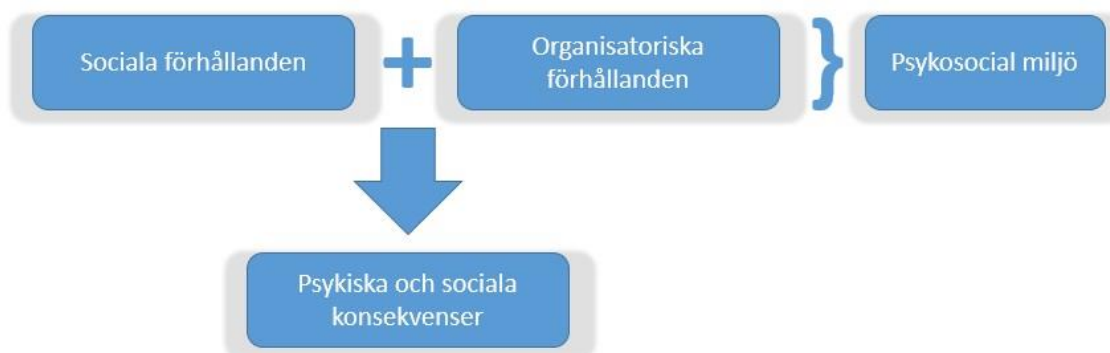 Sociala förhållanden
+
Organisatoriska
förhållanden
}
Psykosocial miljö
Psykiska och sociala
konsekvenser